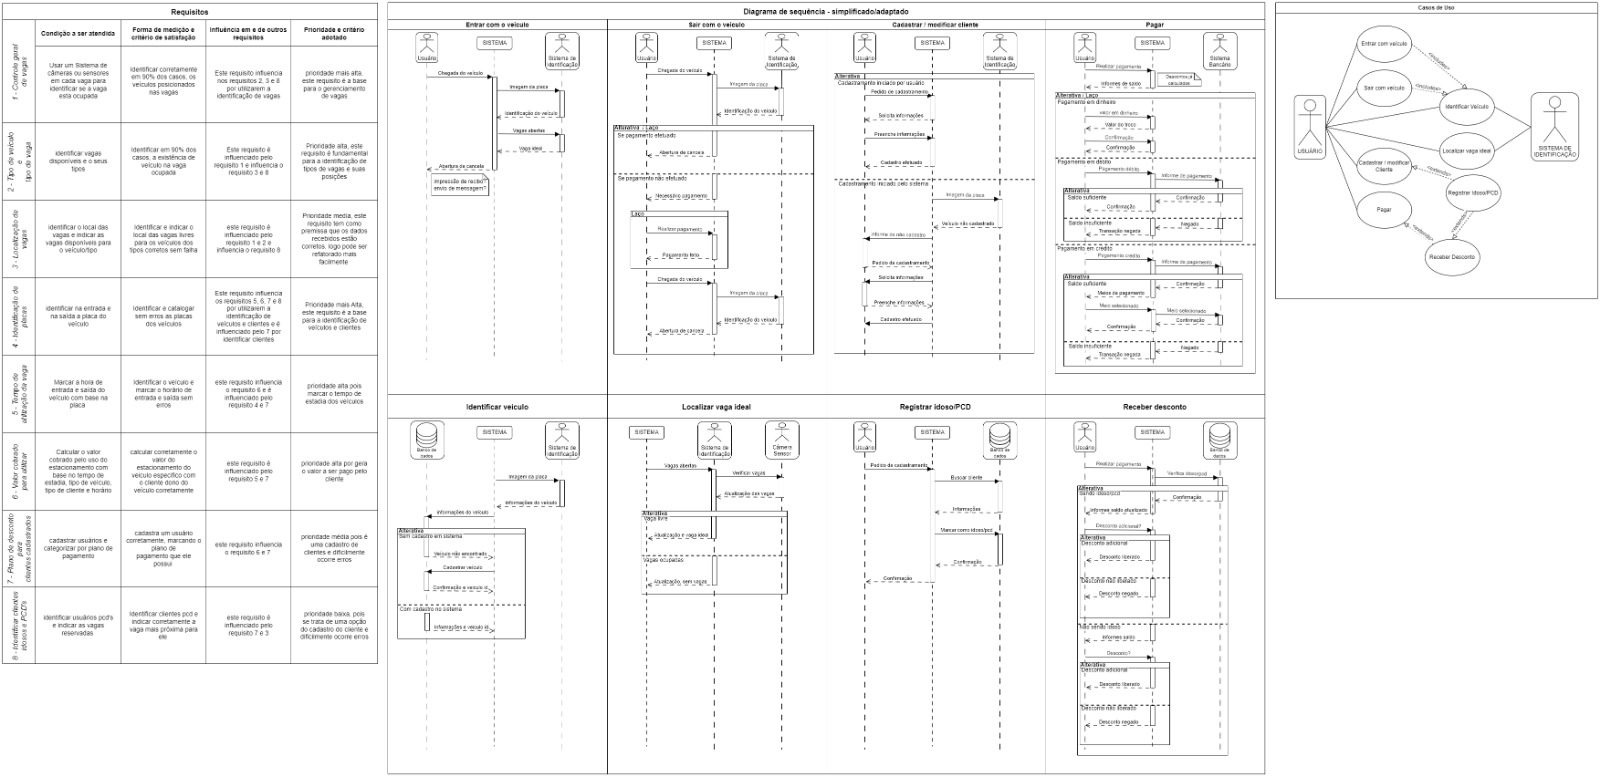 Requisitos
Condição a ser atendida
Forma de medição e
critério de satisfação
Influência em e de outros
requisitos
Prioridade e critério
adotado
1 - Controle geral
de vagas
Usar um Sistema de
câmeras ou sensores
em cada vaga para
identificar se a vaga
esta ocupada
Identificar corretamente
em 90% dos casos, os
veículos posicionados
nas vagas
Este requisito influencia
nos requisitos 2, 3 e 8
por utilizarem a
identificação de vagas
prioridade mais alta,
este requisito é a base
para o gerenciamento
de vagas
2 - Tipo de veículo
e
tipo de vaga
identificar vagas
disponíveis e o seus
tipos
Identificar em 90% dos
casos, a existência de
veículo na vaga
ocupada
Este requisito é
influenciado pelo
requisito 1 e influencia o
requisito 3 e 8
Prioridade alta, este
requisito é fundamental
para a identificação de
tipos de vagas e suas
posições
3 - Localização de
vagas
identificar o local das
vagas e indicar as
vagas disponíveis para
o veículo/tipo
Identificar e indicar o
local das vagas livres
para os veículos dos
tipos corretos sem falha
este requisito é
influenciado pelo
requisito 1 e 2 e
influencia o requisito 8
Prioridade média, este
requisito tem como
premissa que os dados
recebidos estão
corretos, logo pode ser
refatorado mais
facilmente
4 - Identificação de
placas
identificar na entrada e
na saída a placa do
veículo
Identificar e catalogar
sem erros as placas
dos veículos
Este requisito influencia
os requisitos 5, 6, 7 e 8
por utilizarem a
identificação de
veículos e clientes e é
influenciado pelo 7 por
identificar clientes
Prioridade mais Alta,
este requisito é a base
para a identificação de
veículos e clientes
5 - Tempo de
utilização da vaga
Marcar a hora de
entrada e saída do
veículo com base na
placa
Identificar o veículo e
marcar o horário de
entrada e saída sem
erros
este requisito influencia
o requisito 6 e é
influenciado pelo
requisito 4 e 7
prioridade alta pois
marcar o tempo de
estadia dos veículos
6 - Valor cobrado
para utilizar
Calcular o valor
cobrado pelo uso do
estacionamento com
base no tempo de
estadia, tipo de veículo,
tipo de cliente e horário
calcular corretamente o
valor do
estacionamento do
veículo especifico com
o cliente dono do
veículo corretamente
este requisito é
influenciado pelo
requisito 5 e 7
prioridade alta por gera
o valor a ser pago pelo
cliente
7 - Plano de desconto
para
clientes cadastrados
cadastrar usuários e
categorizar por plano de
pagamento
cadastra um usuário
corretamente, marcando o
plano de
pagamento que ele
possui
este requisito influencia
o requisito 6 e 7
prioridade média pois é
uma cadastro de
clientes e dificilmente
ocorre erros
8 - Identificar clientes
idosos e PCD's
identificar usuários pcd's
e indicar as vagas
reservadas
Identificar clientes pcd e
indicar corretamente a
vaga mais próxima para
ele
este requisito é
influenciado pelo
requisito 7 e 3
prioridade baixa, pois
se trata de uma opção
do cadastro do cliente e
dificilmente ocorre erros
Diagrama de sequência - simplificado/adaptado
Entrar com o veículo
Usuário
SISTEMA
Sistema de
Identificação
Chegada do veículo
Imagem da placa
Identificação do veículo
Vagas abertas
Vaga ideal
Abertura de cancela
Impressão de recibo?
envio de mensagem?
Sair com o veículo
Usuário
SISTEMA
Sistema de
Identificação
Chegada do veículo
Imagem da placa
Identificação do veículo
Alterativa - Laço
Se pagamento efetuado
Abertura de cancela
Se pagamento não efetuado
Necessário pagamento
Laço
Realizar pagamento
Pagamento feito
Chegada do veículo
Imagem da placa
Identificação do veículo
Abertura de cancela
Cadastrar / modificar cliente
Usuário
SISTEMA
Sistema de
Identificação
Alterativa
Cadastramento iniciado por usuário
Pedido de cadastramento
Solicita informações
Preenche informações
Cadastro efetuado
Cadastramento iniciado pelo sistema
Imagem da placa
Veículo não cadastrado
Informe de não cadastro
Pedido de cadastramento
Solicita informações
Preenche informações
Cadastro efetuado
Pagar
Usuário
SISTEMA
Sistema
Bancário
Realizar pagamento
Informes de saldo
Descontos já
calculados
Alterativa - Laço
Pagamento em dinheiro
valor em dinheiro
Valor do troco
Confirmação
Confirmação
Pagamento em débito
Pagamento débito
Informe de pagamento
Alterativa
Saldo suficiente
Confirmação
Confirmação
Saldo insuficiente
Negado
Transação negada
Pagamento em crédito
Pagamento crédito
Informe de pagamento
Alterativa
Saldo suficiente
Confirmação
Meios de pagamento
Meio selecionado
Meio selecionado
Confirmação
Confirmação
Saldo insuficiente
Negado
Transação negada
Identificar veículo
Banco de
dados
SISTEMA
Sistema de
Identificação
Imagem da placa
Informações do veículo
Informações do veículo
Alterativa
Sem cadastro em sistema
Veículo não encontrado
Cadastrar veículo
Confirmação e veículo id.
Com cadastro no sistema
Informações e veículo id.
Localizar vaga ideal
SISTEMA
Sistema de
Identificação
Câmera
Sensor
Vagas abertas
Verificar vagas
Atualização das vagas
Alterativa
Vaga livre
Atualização e vaga ideal
Vagas ocupadas
Atualização, sem vagas
Registrar idoso/PCD
Usuário
SISTEMA
Banco de
dados
Pedido de cadastramento
Buscar cliente
Informações
Marcar como idoso/pcd
Confirmação
Confirmação
Receber desconto
Usuário
SISTEMA
Banco de
dados
Realizar pagamento
Verifica idoso/pcd
Alterativa
Sendo idoso/pcd
Confirmação
Informes saldo atualizado
Desconto adicional?
Alterativa
Desconto adicional
Desconto liberado
Desconto não liberado
Desconto negado
Não sendo idoso
Informes saldo
Desconto?
Alterativa
Desconto adicional
Desconto liberado
Desconto não liberado
Desconto negado
Casos de Uso
USUÁRIO
Entrar com veículo
Sair com veículo
Identificar Veículo
Localizar vaga ideal
Cadastrar / modificar
Cliente
Registrar Idoso/PCD
Pagar
Receber Desconto
SISTEMA DE
IDENTIFICAÇÃO
<include>
<include>
<extend>
<extend>
<extend>